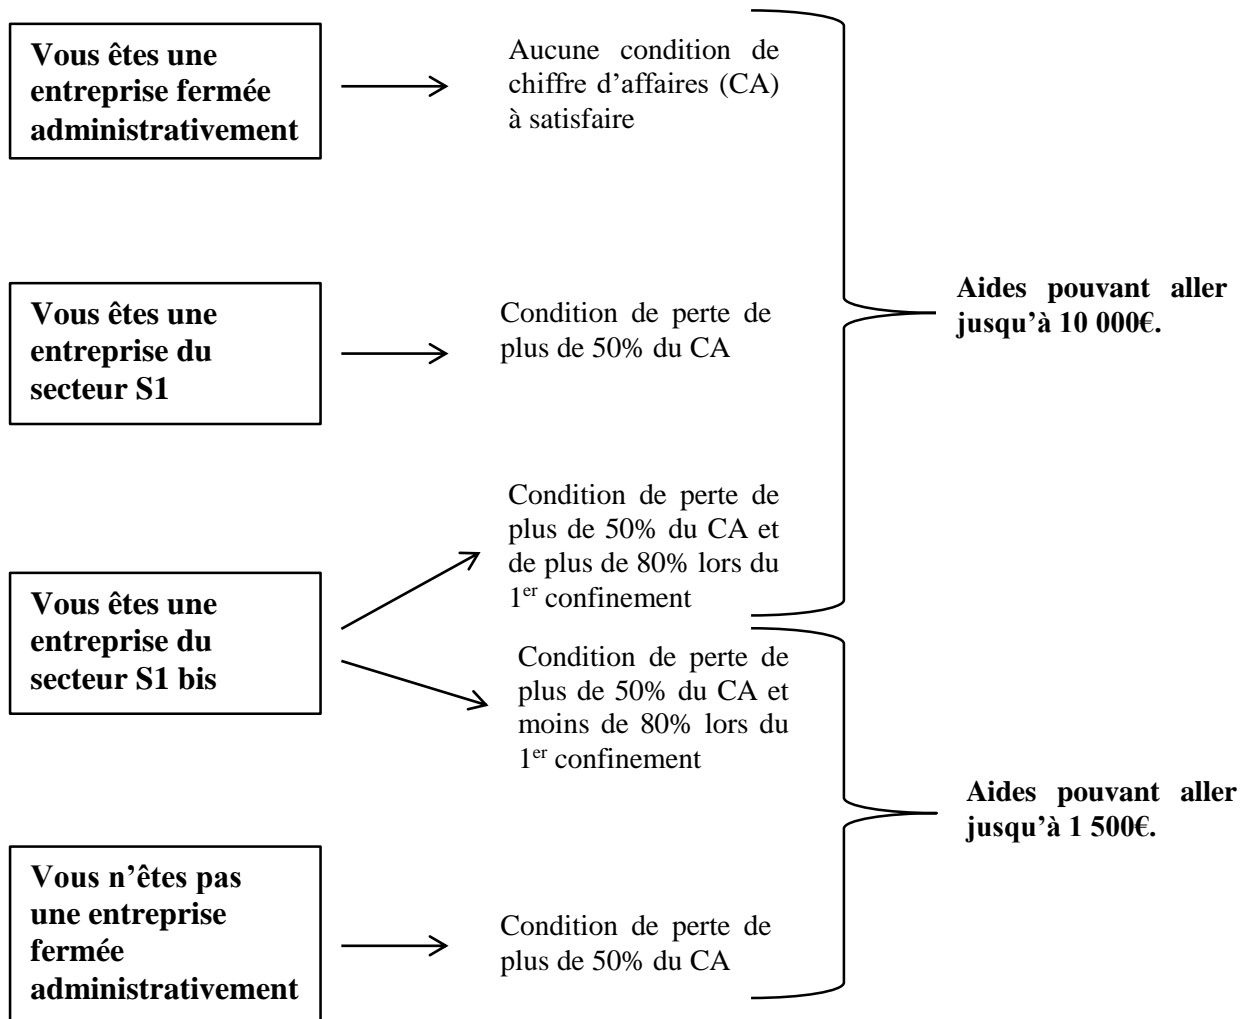 Vous êtes une
entreprise fermée
administrativement
Aucune condition de
chiffre d’affaires (CA)
à satisfaire
Vous êtes une
entreprise du
secteur S1
Condition de perte de
plus de 50% du CA
Aides pouvant aller
jusqu’à 10 000€.
Vous êtes une
entreprise du
secteur S1 bis
Condition de perte de
plus de 50% du CA et
de plus de 80% lors du
1er confinement
Condition de perte de
plus de 50% du CA et
moins de 80% lors du
1er confinement
Aides pouvant aller
jusqu’à 1 500€.
Vous n’êtes pas
une entreprise
fermée
administrativement
Condition de perte de
plus de 50% du CA